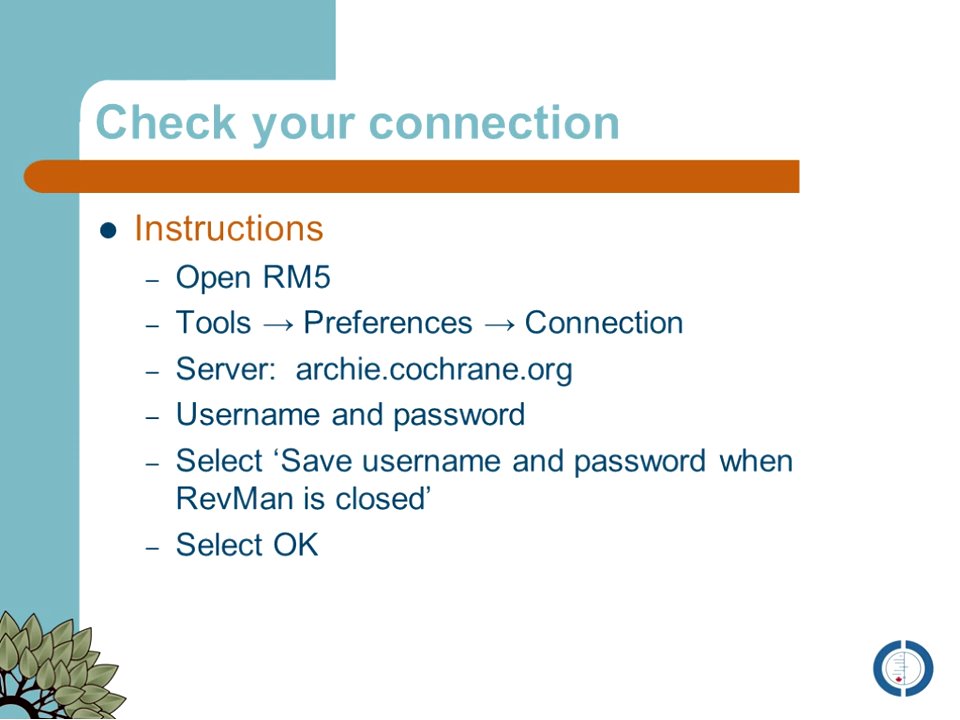 Check your connection
● Instructions
– Open RM5
– Tools → Preferences → Connection
– Server:  archie.cochrane.org
– Username and password
– Select ‘Save username and password when
RevMan is closed’
– Select OK